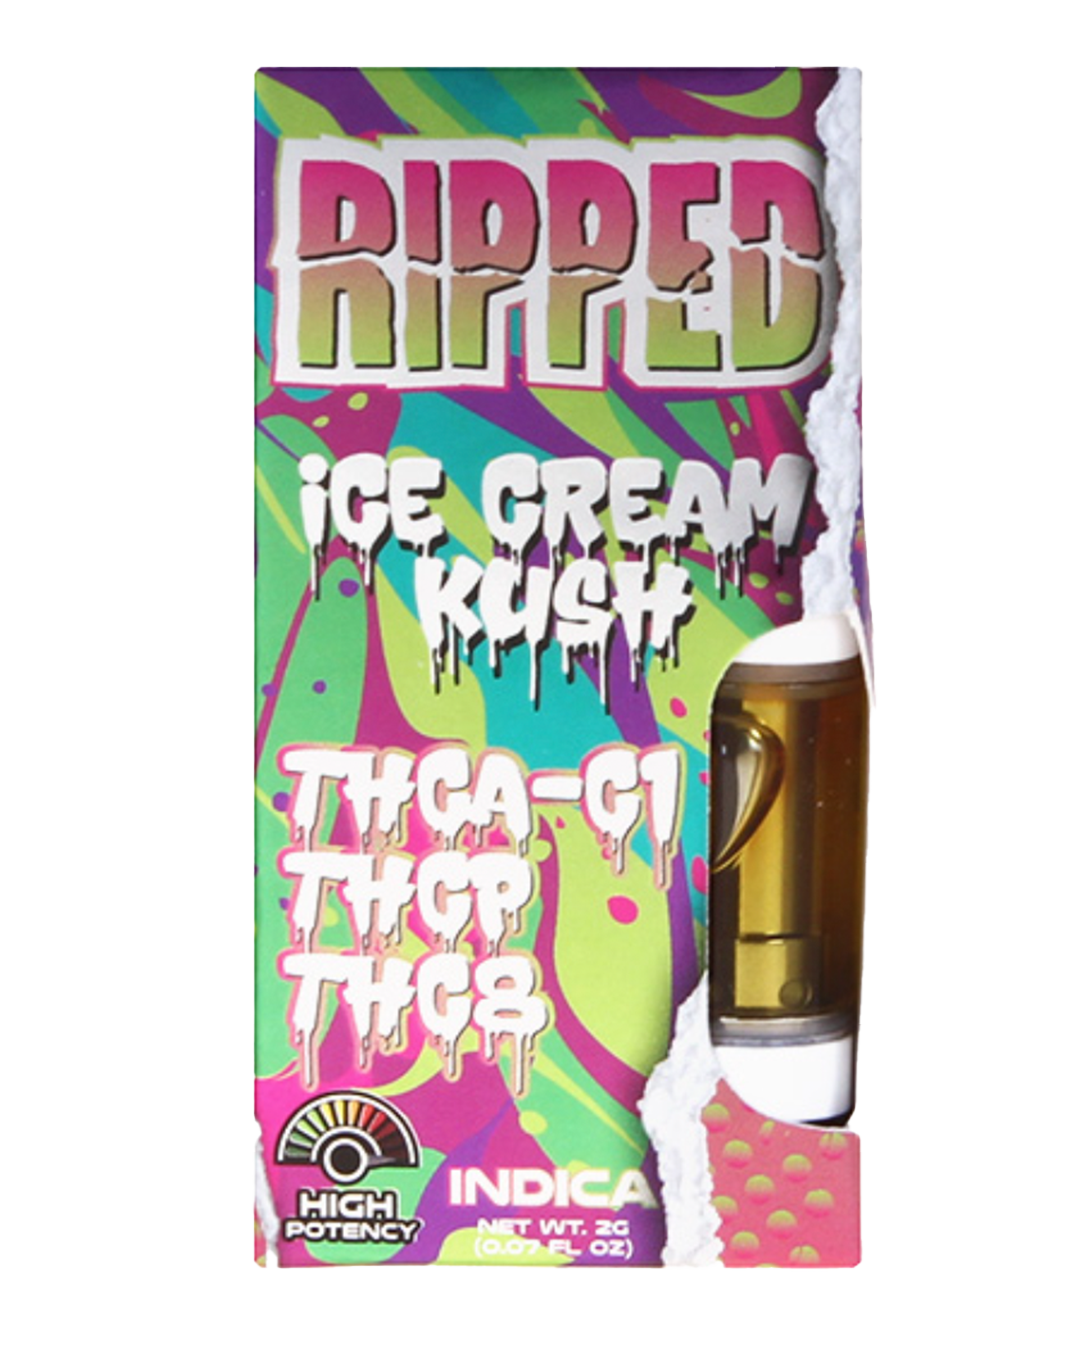 RIPPED
iCE CREAM
KUSH
THCA-C1
THCP
THC8
HIGH
POTENCY
INDICA
NET WT. 2G
(0.07 FL OZ)